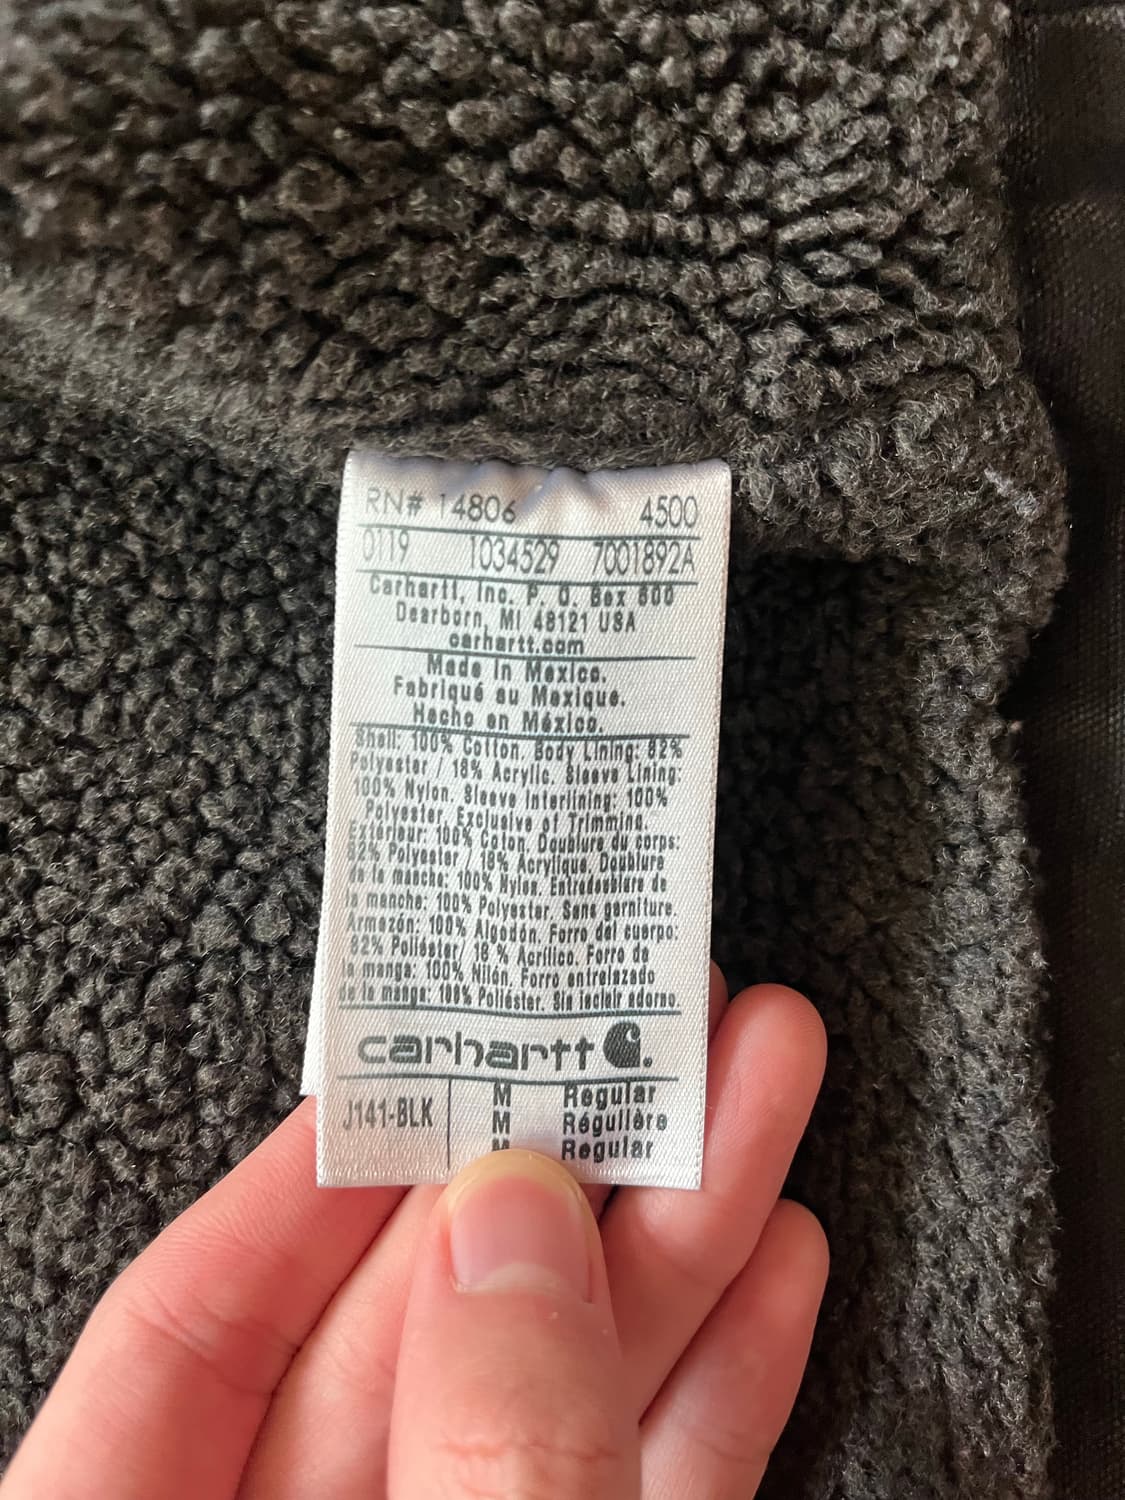 RN# 14806 4500
0119 1034529 7001892A
Carhartt, Inc. P. O. Box 600
Dearborn, MI 48121 USA
carhartt.com
Made in Mexico.
Fabriqué au Mexique.
Hecho en México.
Shell: 100% Cotton. Body Lining: 82%
Polyester / 18% Acrylic. Sleeve Lining:
100% Nylon. Sleeve Interlining: 100%
Polyester. Exclusive of Trimming.
Extérieur: 100% Coton. Doublure du corps:
82% Polyester / 18% Acrylique. Doublure
de la manche: 100% Nylon. Entredoublure de
la manche: 100% Polyester. Sans garniture.
Armazón: 100% Algodón. Forro del cuerpo:
82% Poliéster / 18 % Acrílico. Forro de
la manga: 100% Nilón. Forro entrelazado
de la manga: 100% Poliéster. Sin incluir adorno.
carhartt
J141-BLK M Regular
M Régulière
M Regular